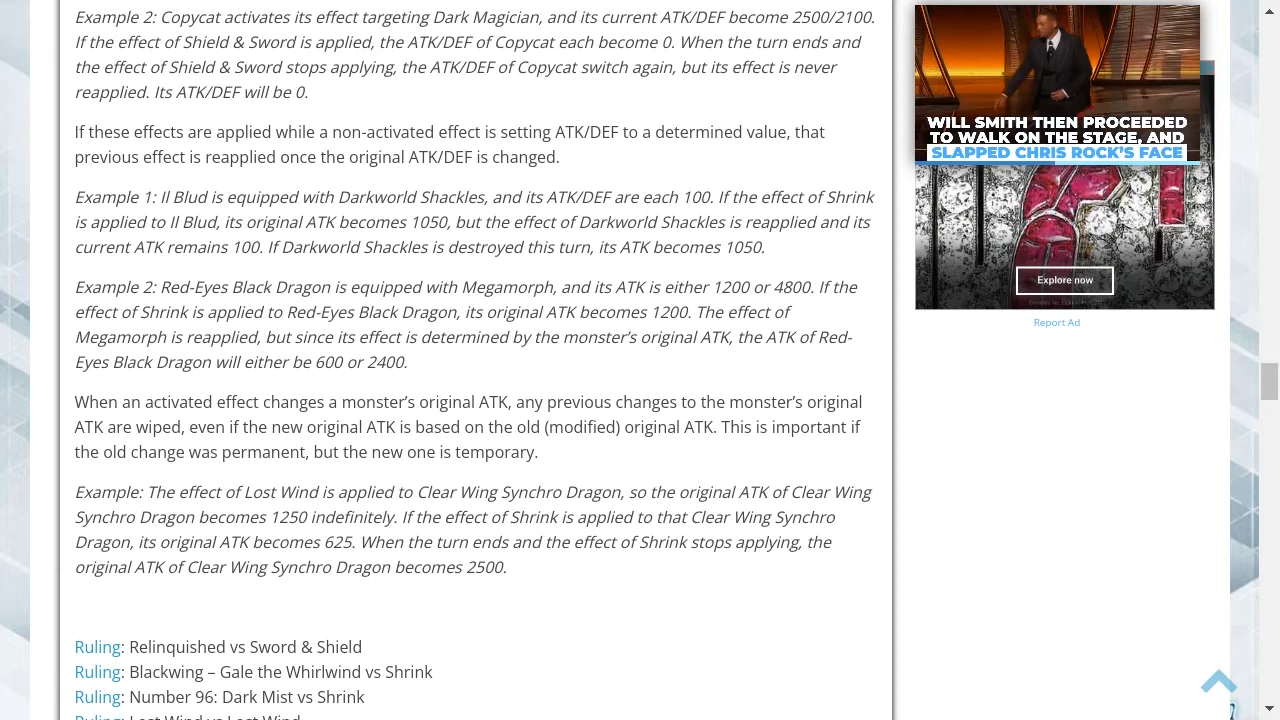 Example 2: Copycat activates its effect targeting Dark Magician, and its current ATK/DEF become 2500/2100.
If the effect of Shield & Sword is applied, the ATK/DEF of Copycat each become 0. When the turn ends and
the effect of Shield & Sword stops applying, the ATK/DEF of Copycat switch again, but its effect is never
reapplied. Its ATK/DEF will be 0.
If these effects are applied while a non-activated effect is setting ATK/DEF to a determined value, that
previous effect is reapplied once the original ATK/DEF is changed.
Example 1: Il Blud is equipped with Darkworld Shackles, and its ATK/DEF are each 100. If the effect of Shrink
is applied to Il Blud, its original ATK becomes 1050, but the effect of Darkworld Shackles is reapplied and its
current ATK remains 100. If Darkworld Shackles is destroyed this turn, its ATK becomes 1050.
Example 2: Red-Eyes Black Dragon is equipped with Megamorph, and its ATK is either 1200 or 4800. If the
effect of Shrink is applied to Red-Eyes Black Dragon, its original ATK becomes 1200. The effect of
Megamorph is reapplied, but since its effect is determined by the monster’s original ATK, the ATK of Red-
Eyes Black Dragon will either be 600 or 2400.
When an activated effect changes a monster’s original ATK, any previous changes to the monster’s original
ATK are wiped, even if the new original ATK is based on the old (modified) original ATK. This is important if
the old change was permanent, but the new one is temporary.
Example: The effect of Lost Wind is applied to Clear Wing Synchro Dragon, so the original ATK of Clear Wing
Synchro Dragon becomes 1250 indefinitely. If the effect of Shrink is applied to that Clear Wing Synchro
Dragon, its original ATK becomes 625. When the turn ends and the effect of Shrink stops applying, the
original ATK of Clear Wing Synchro Dragon becomes 2500.
Ruling: Relinquished vs Sword & Shield
Ruling: Blackwing – Gale the Whirlwind vs Shrink
Ruling: Number 96: Dark Mist vs Shrink
Ruling: Lost Wind vs Lost Wind
WILL SMITH THEN PROCEEDED
TO WALK ON THE STAGE, AND
SLAPPED CHRIS ROCK’S FACE
Explore now
Report Ad